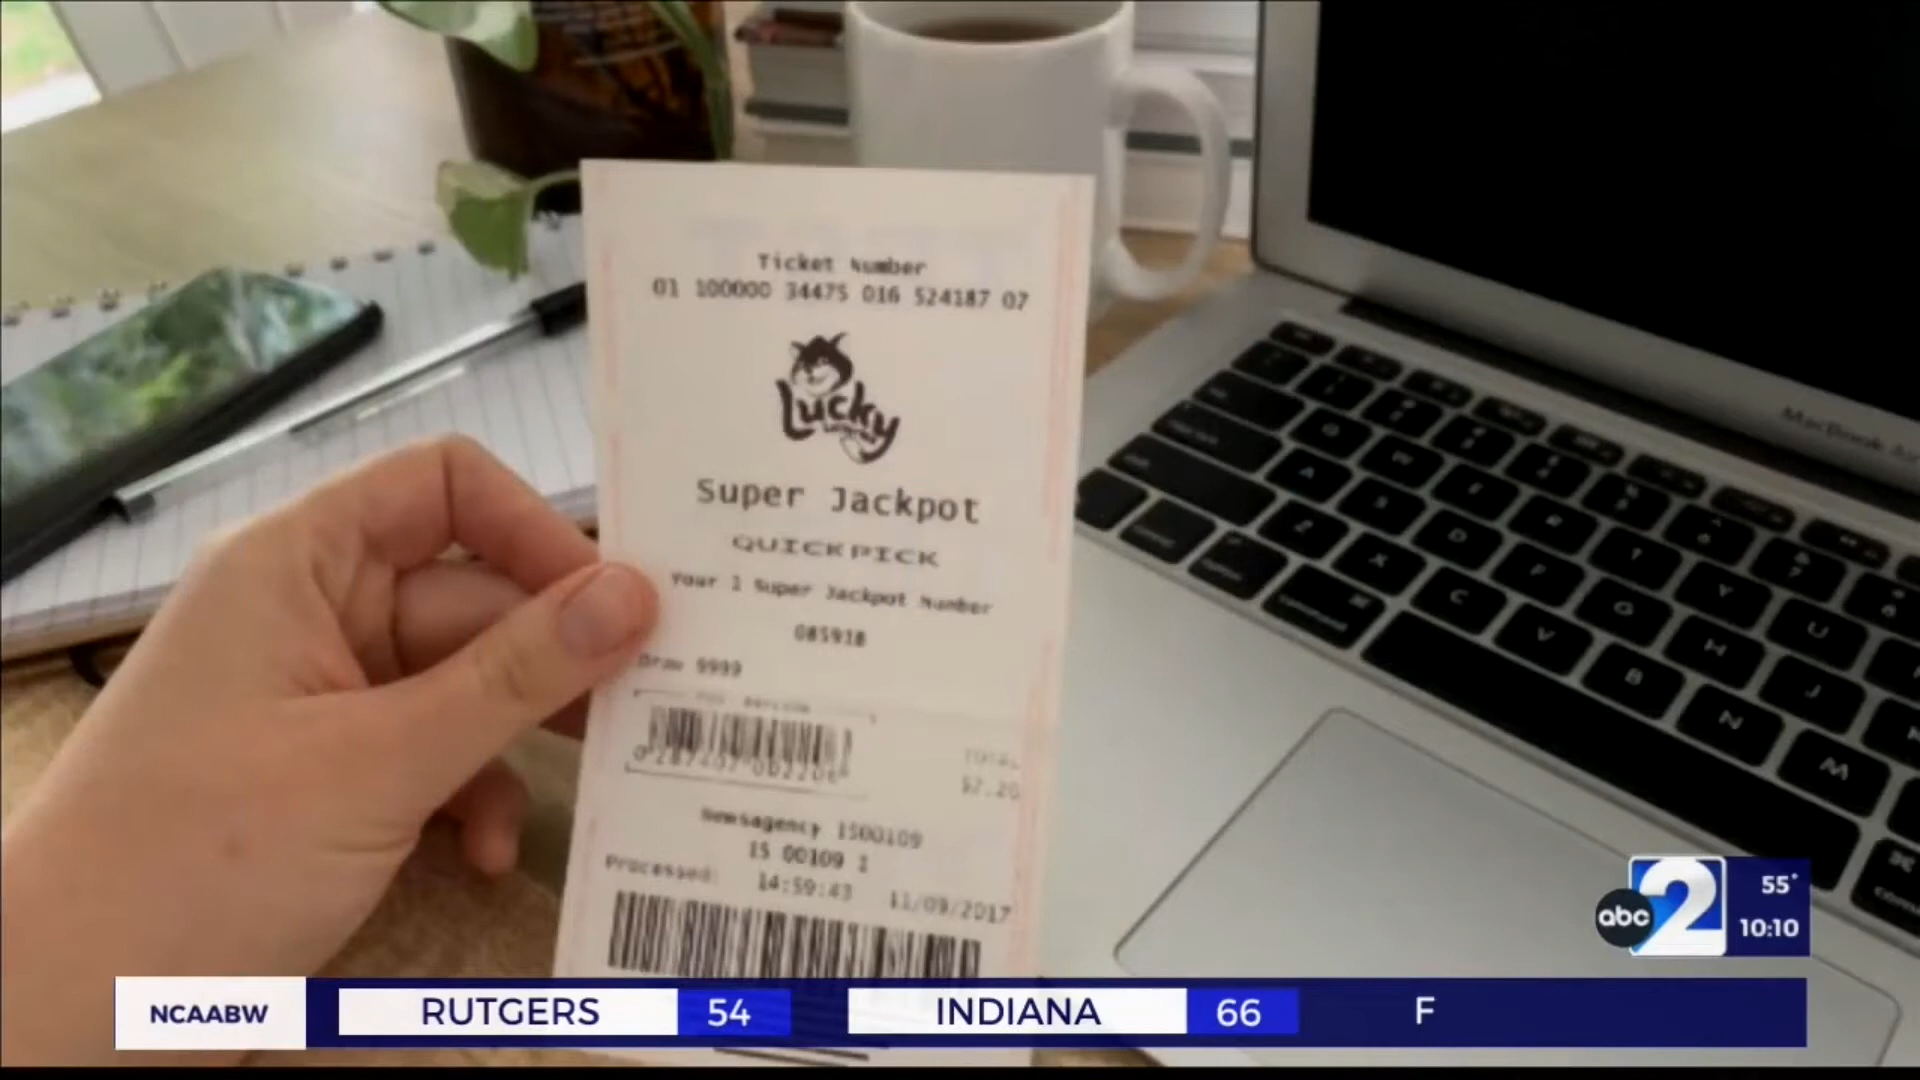 Ticket Number
01 100000 34475 016 524187 07
Lucky
Super Jackpot
QUICKPICK
Your 1 Super Jackpot Number
085918
Draw 9999
TOTAL
Newsagency 1500109
15 00109 1
Processed: 14:59:43 11/09/2017
MacBook Air
command
abc 2
55°
10:10
NCAABW RUTGERS 54 INDIANA 66 F